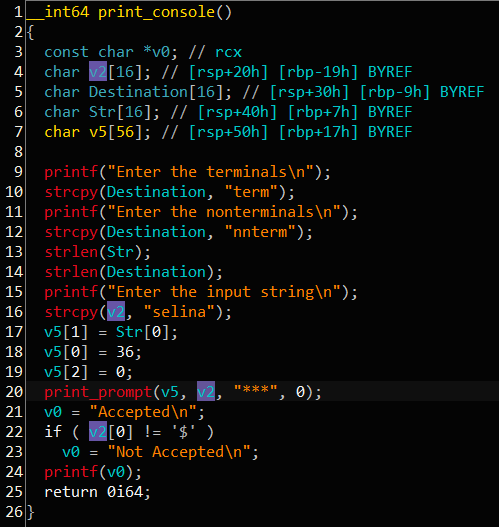 1 __int64 print_console()
2 {
3   const char *v0; // rcx
4   char v2[16]; // [rsp+20h] [rbp-19h] BYREF
5   char Destination[16]; // [rsp+30h] [rbp-9h] BYREF
6   char Str[16]; // [rsp+40h] [rbp+7h] BYREF
7   char v5[56]; // [rsp+50h] [rbp+17h] BYREF
8
9   printf("Enter the terminals\n");
10   strcpy(Destination, "term");
11   printf("Enter the nonterminals\n");
12   strcpy(Destination, "nnterm");
13   strlen(Str);
14   strlen(Destination);
15   printf("Enter the input string\n");
16   strcpy(v2, "selina");
17   v5[1] = Str[0];
18   v5[0] = 36;
19   v5[2] = 0;
20   print_prompt(v5, v2, "***", 0);
21   v0 = "Accepted\n";
22   if ( v2[0] != '$' )
23     v0 = "Not Accepted\n";
24   printf(v0);
25   return 0i64;
26 }